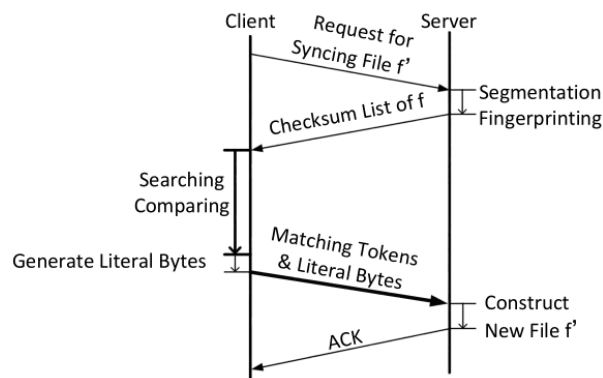 Client
Server
Request for
Syncing File f'
Segmentation
Fingerprinting
Checksum List of f
Searching
Comparing
Generate Literal Bytes
Matching Tokens
& Literal Bytes
Construct
New File f'
ACK